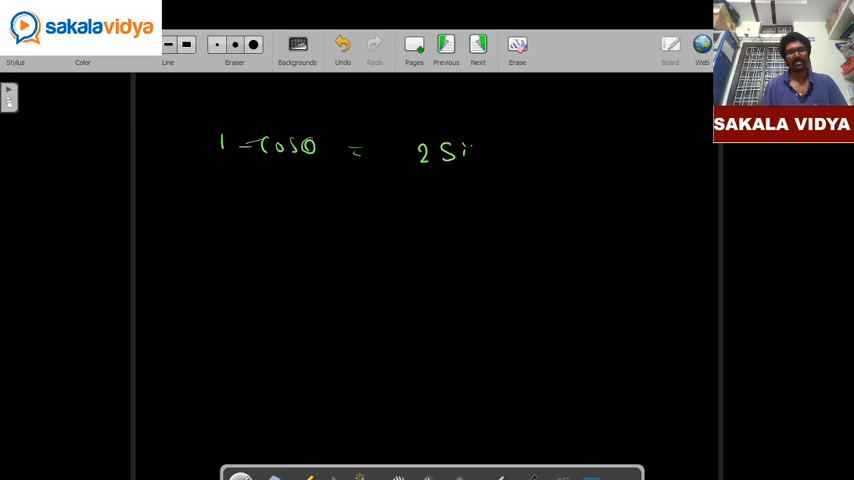 sakalavidya
Stylus Color Line Eraser Backgrounds Undo Redo Pages Previous Next Erase Board Web
SAKALA VIDYA
1 - cosθ = 2 Si